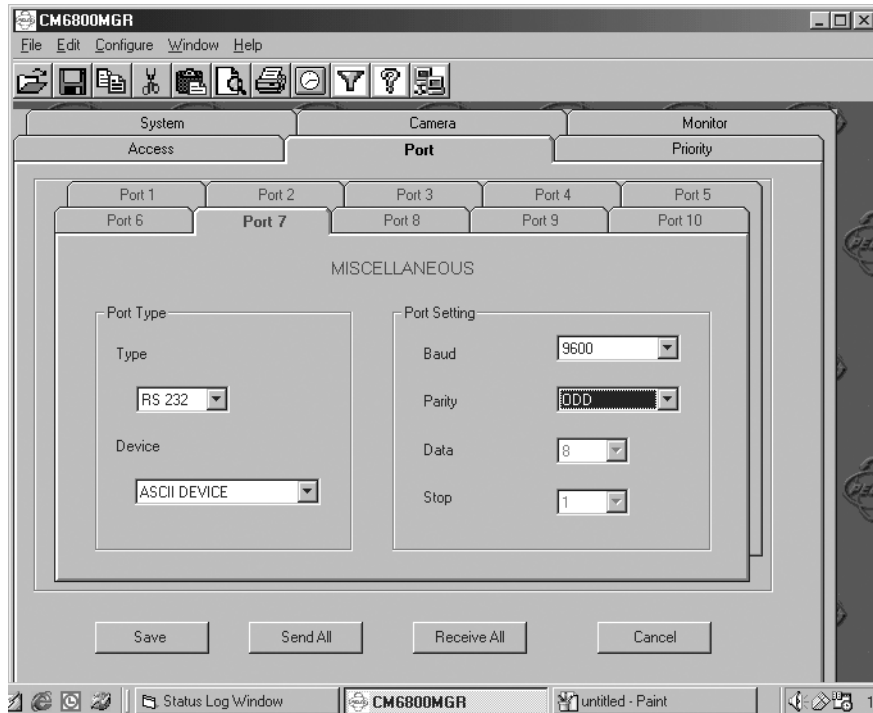 CM6800MGR
File Edit Configure Window Help
System Camera Monitor
Access Port Priority
Port 1 Port 2 Port 3 Port 4 Port 5
Port 6 Port 7 Port 8 Port 9 Port 10
MISCELLANEOUS
Port Type
Type
RS 232
Device
ASCII DEVICE
Port Setting
Baud 9600
Parity ODD
Data 8
Stop 1
Save Send All Receive All Cancel
Status Log Window CM6800MGR untitled - Paint